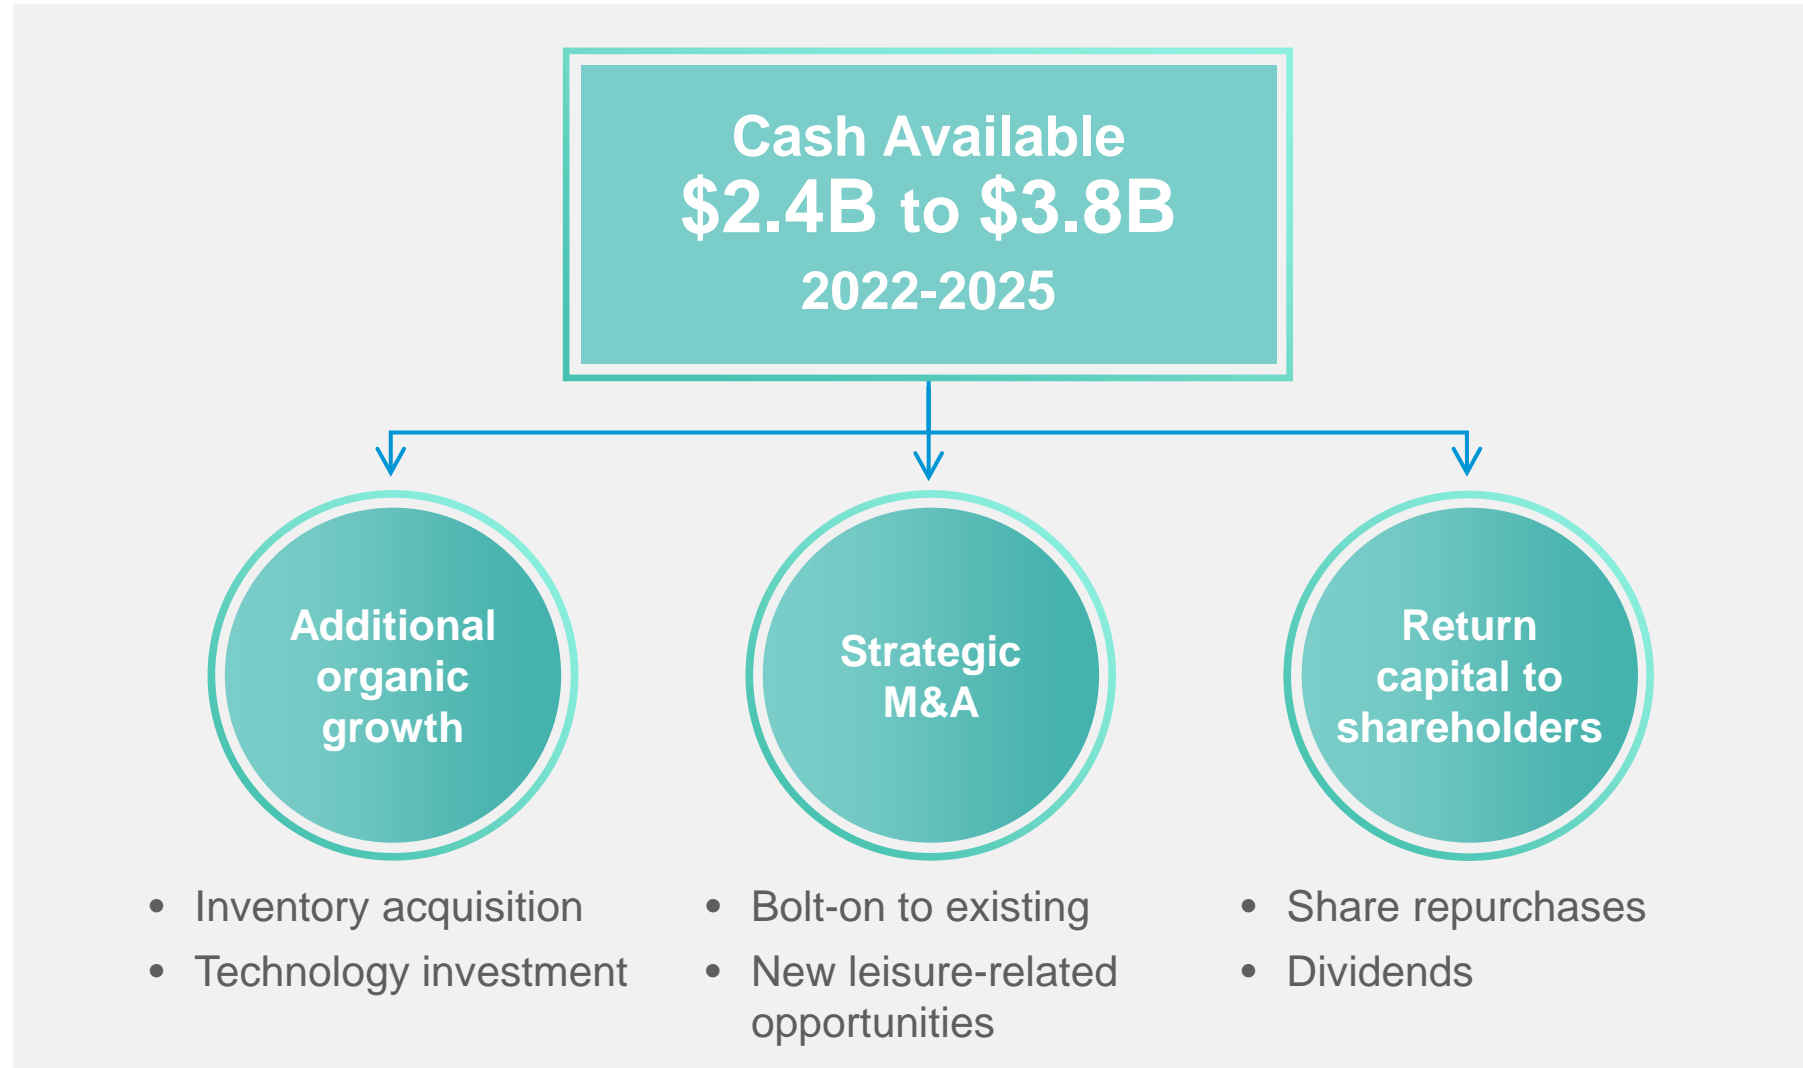 Cash Available
$2.4B to $3.8B
2022-2025
Additional
organic
growth
Strategic
M&A
Return
capital to
shareholders
• Inventory acquisition
• Technology investment
• Bolt-on to existing
• New leisure-related
opportunities
• Share repurchases
• Dividends